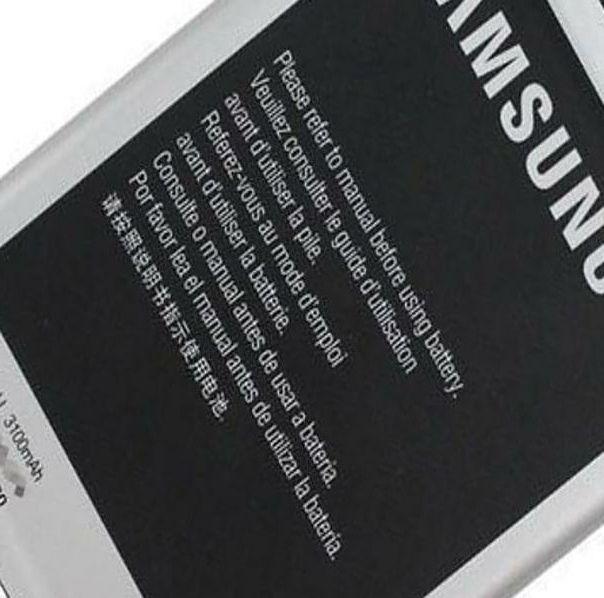 AMSUNG
Please refer to manual before using battery.
Veuillez consulter le guide d'utilisation
avant d'utiliser la pile.
Referez-vous au mode d'emploi
avant d'utiliser la batterie.
Consulte o manual antes de usar a bateria.
Por favor lea el manual antes de utilizar la batería.
请按照说明书指示使用电池.
3100mAh